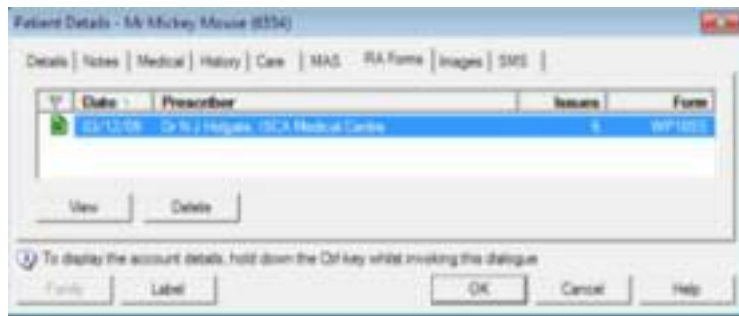 Patient Details - Mr Mickey Mouse (6554)
Details Notes Medical History Care MAS RA Forms Images SMS
Date Prescriber Issues Form
03/12/09 Dr N J Holgate, ISCA Medical Centre 6
View Delete
To display the account details, hold down the Ctrl key whilst invoking this dialogue
Family Label OK Cancel Help